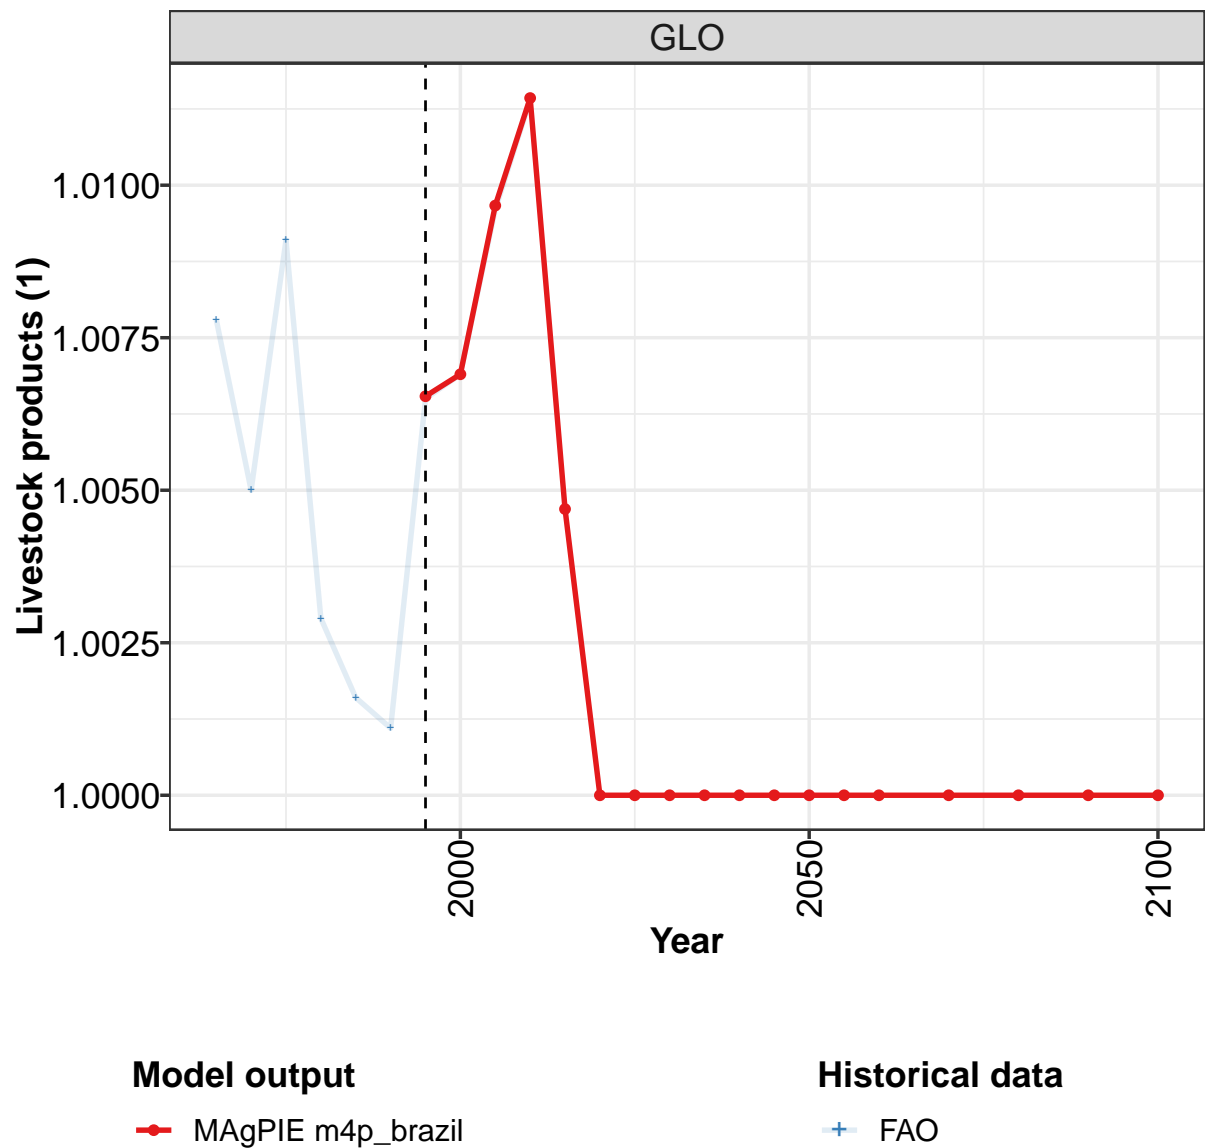 GLO
Livestock products (1)
1.0100
1.0075
1.0050
1.0025
1.0000
2000
2050
2100
Year
Model output
MAgPIE m4p_brazil
Historical data
FAO